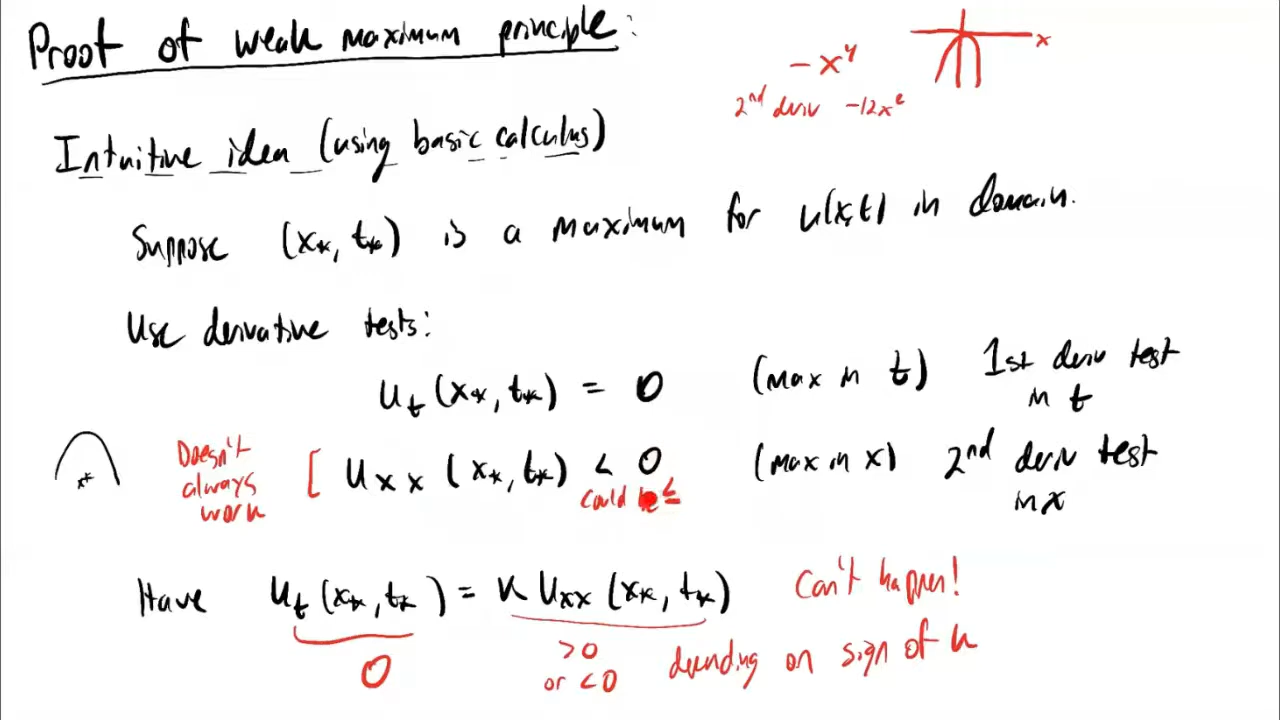 Proof of weak maximum principle:
- x⁴
x
2nd deriv -12x²
Intuitive idea (using basic calculus)
Suppose (x*, t*) is a maximum for u(x,t) in domain.
Use derivative tests:
u_t (x*, t*) = 0 (max in t) 1st deriv test
in t
Doesn't
always
work
[ u_xx (x*, t*) < 0 (max in x) 2nd deriv test
could be ≤
in x
x*
Have u_t (x*, t*) = k u_xx (x*, t*) Can't happen!
0
>0
or <0
depending on sign of k